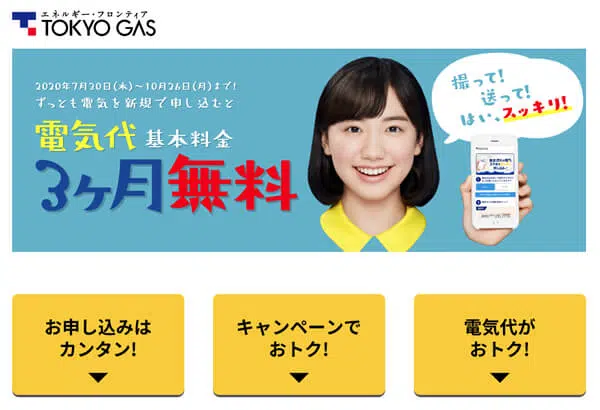 エネルギー・フロンティア
TOKYO GAS
2020年7月20日(木)～10月26日(月)まで!
ずっとも電気を新規で申し込むと
電気代 基本料金
3ヶ月無料
撮って!
送って!
はい、スッキリ!
お申し込みは
カンタン!
キャンペーンで
おトク!
電気代が
おトク!